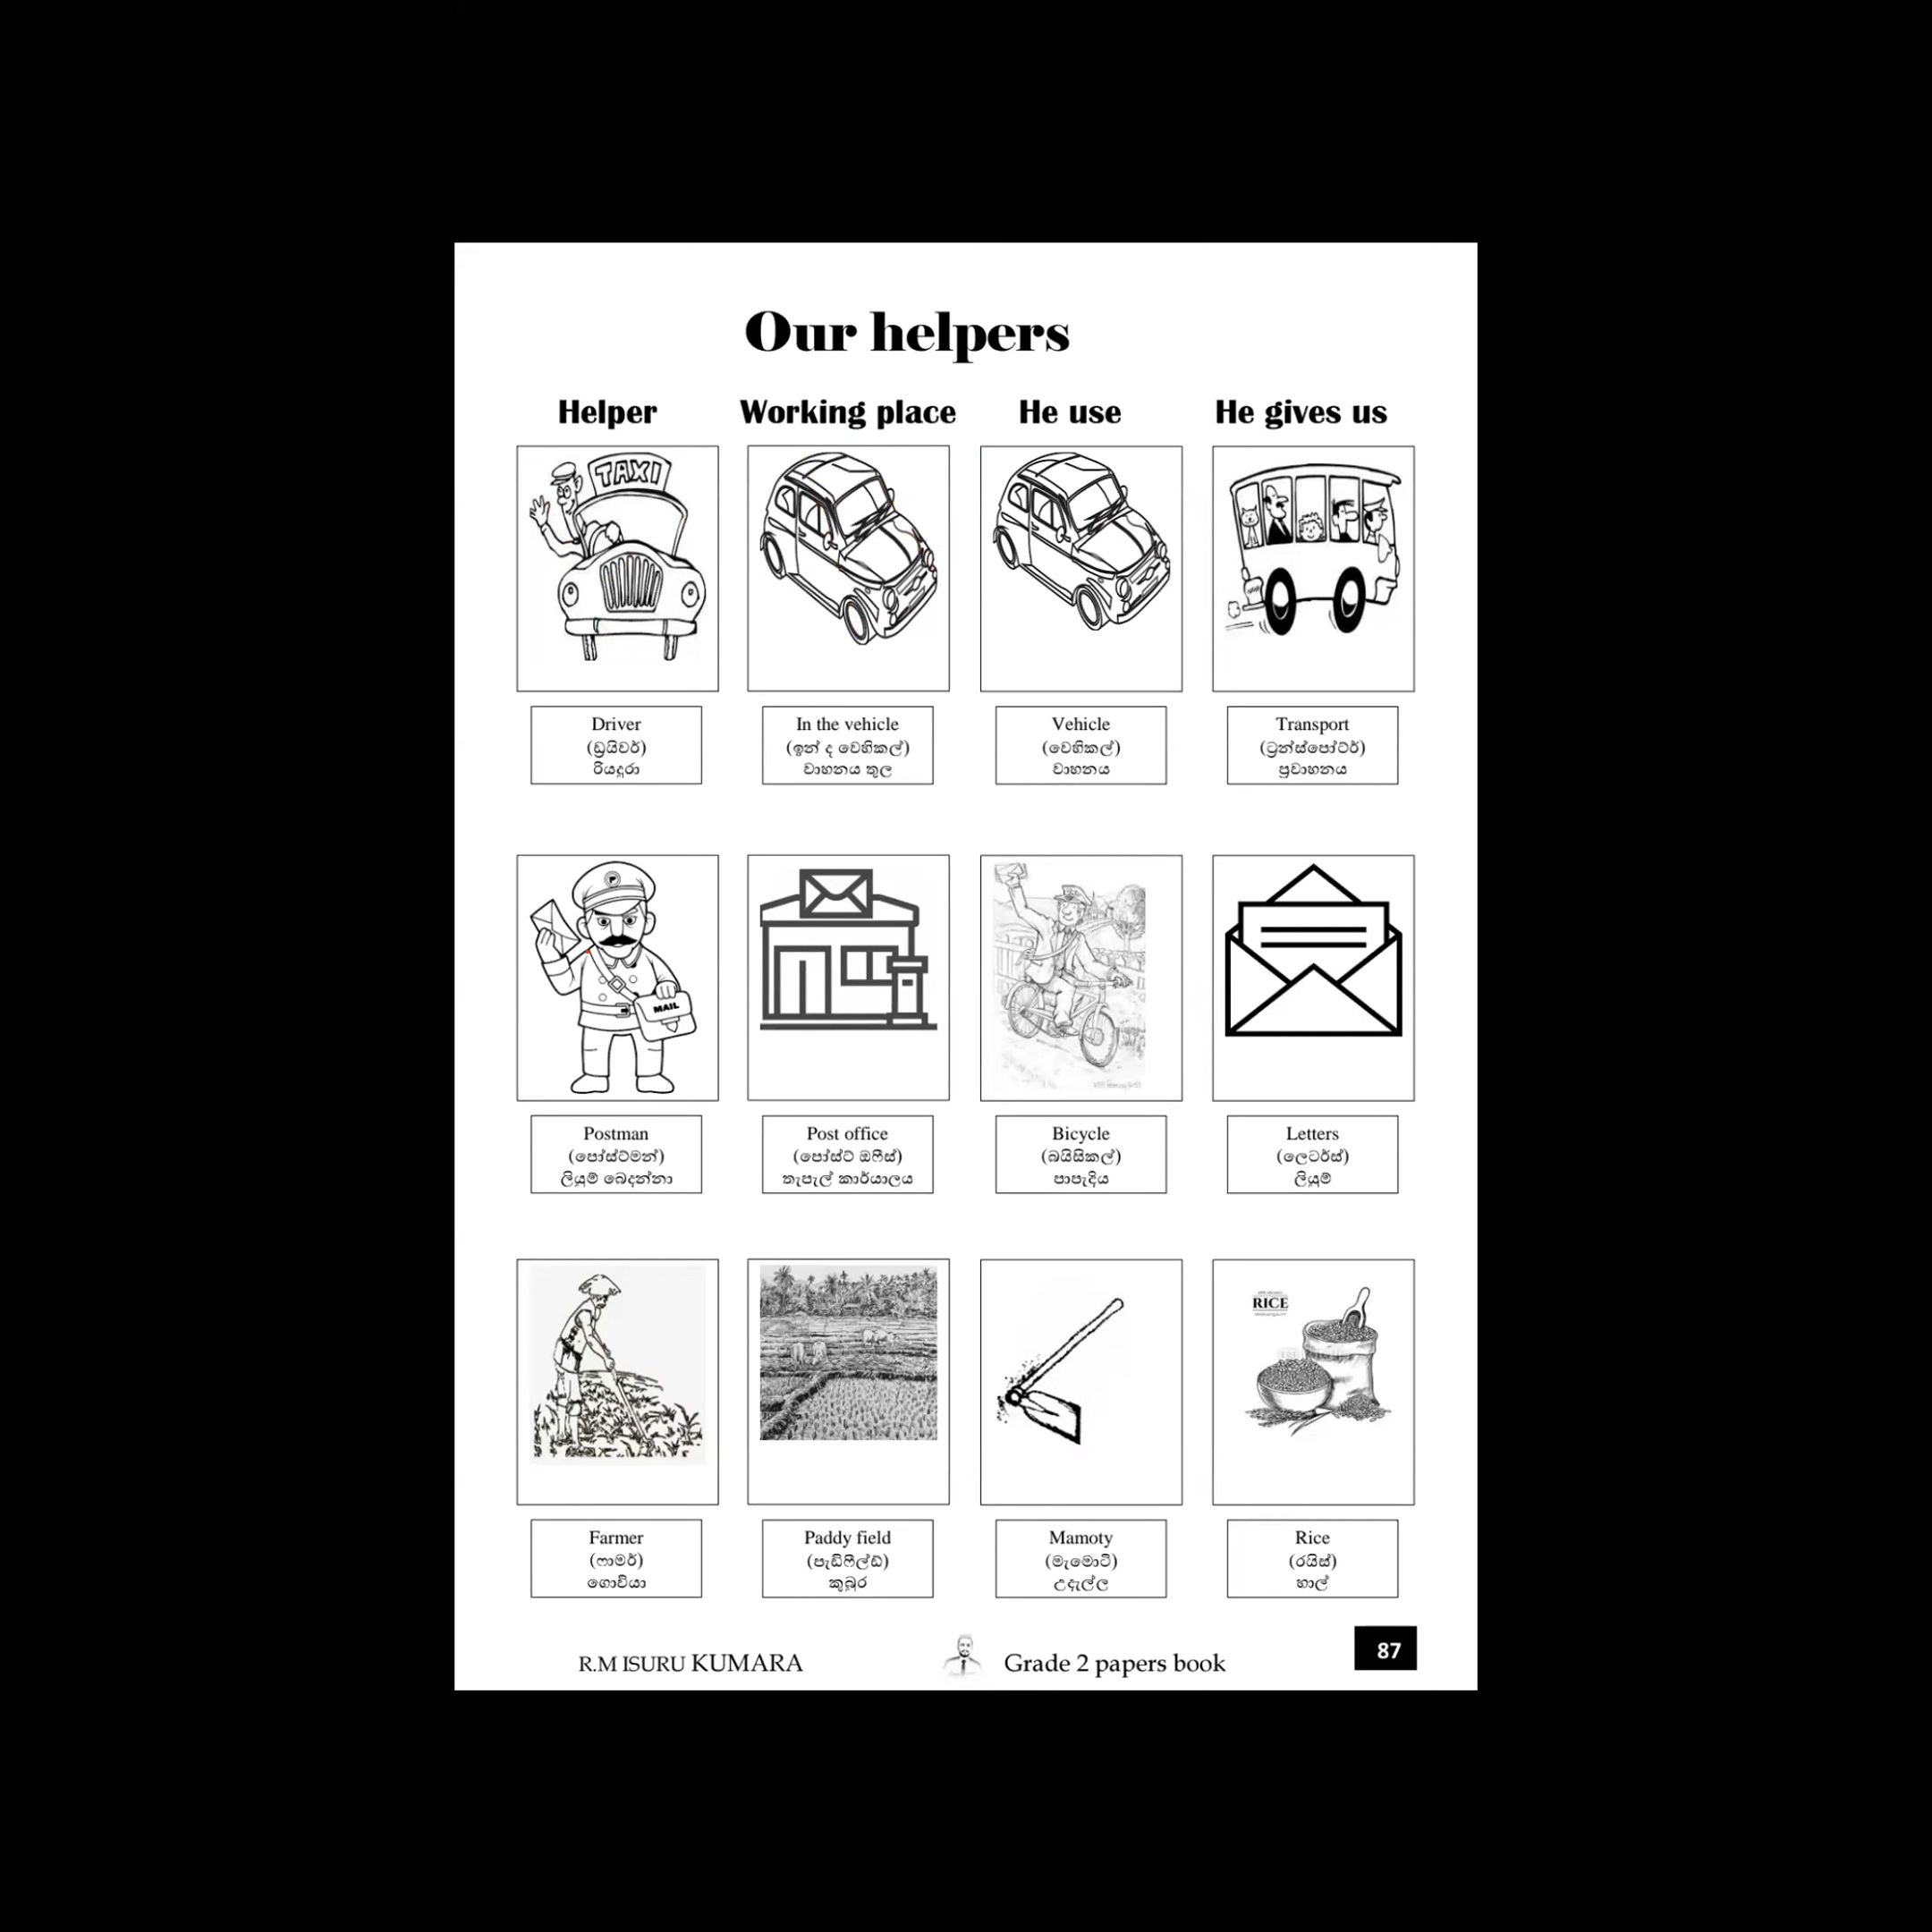 Our helpers
Helper
Working place
He use
He gives us
TAXI
Driver
(ඩ්‍රයිවර්)
රියදුරා
In the vehicle
(ඉන් ද වෙහිකල්)
වාහනය තුල
Vehicle
(වෙහිකල්)
වාහනය
Transport
(ට්‍රන්ස්පෝට්ර්)
ප්‍රවාහනය
P
MAIL
Postman
(පෝස්ට්මන්)
ලියුම් බෙදන්නා
Post office
(පෝස්ට් ඔෆීස්)
තැපැල් කාර්යාලය
Bicycle
(බයිසිකල්)
පාපැදිය
Letters
(ලෙටර්ස්)
ලියුම්
RICE
Farmer
(ෆාමර්)
ගොවියා
Paddy field
(පැඩිෆීල්ඩ්)
කුඹුර
Mamoty
(මැමොටි)
උදැල්ල
Rice
(රයිස්)
හාල්
R.M ISURU KUMARA
Grade 2 papers book
87